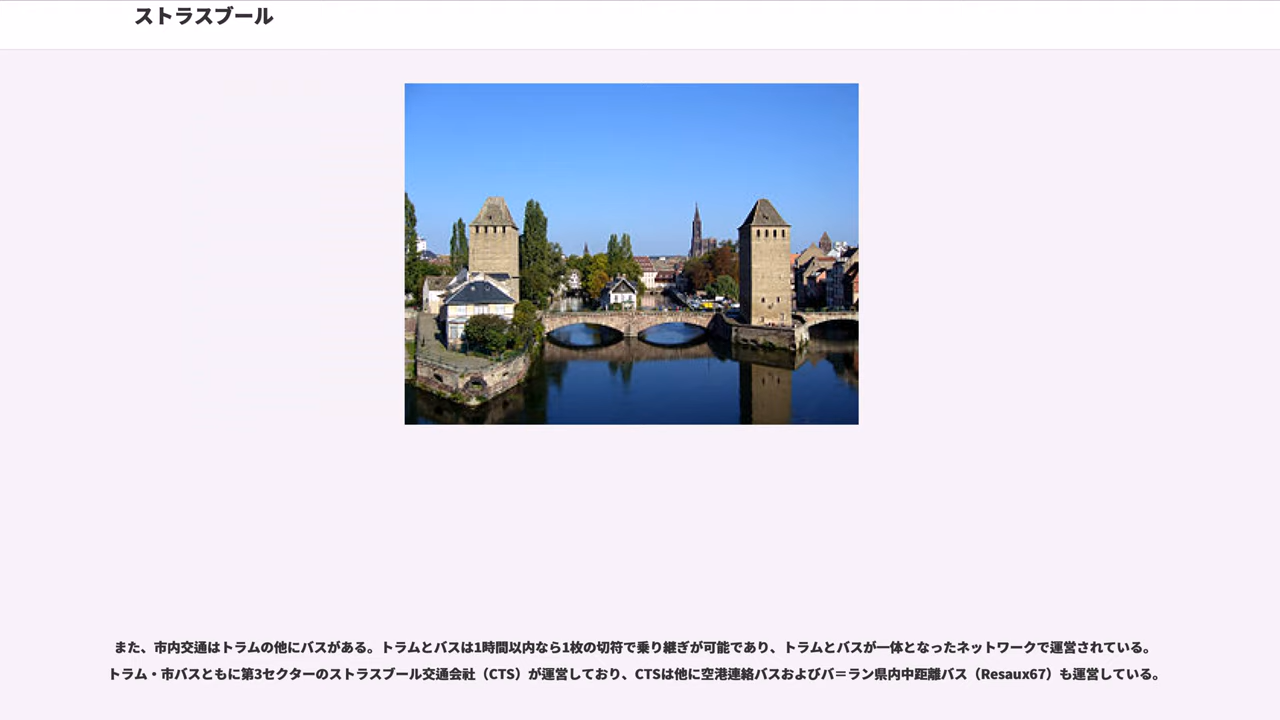 ストラスブール
また、市内交通はトラムの他にバスがある。トラムとバスは1時間以内なら1枚の切符で乗り継ぎが可能であり、トラムとバスが一体となったネットワークで運営されている。
トラム・市バスともに第3セクターのストラスブール交通会社（CTS）が運営しており、CTSは他に空港連絡バスおよびバ＝ラン県内中距離バス（Resaux67）も運営している。